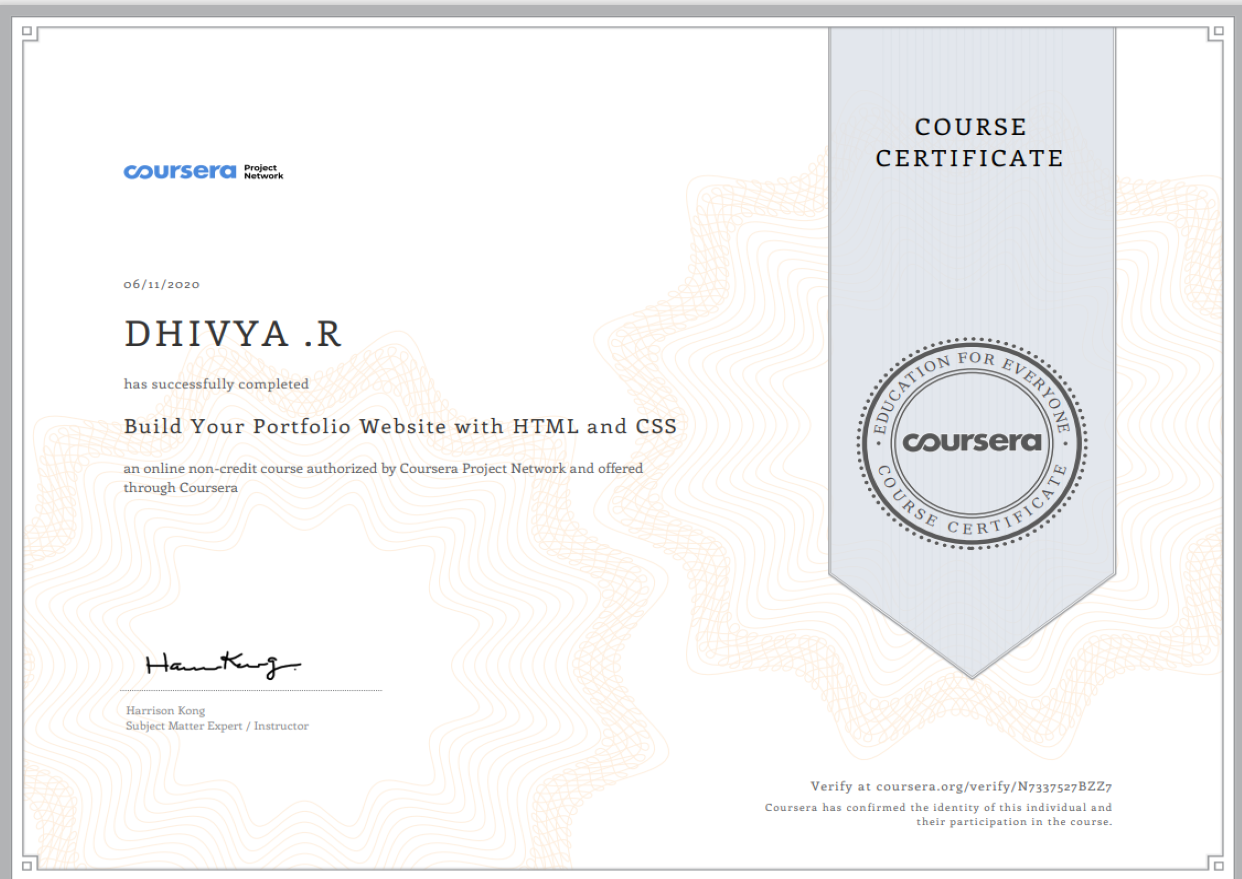 COURSE
CERTIFICATE
coursera Project
Network
06/11/2020
DHIVYA .R
has successfully completed
Build Your Portfolio Website with HTML and CSS
an online non-credit course authorized by Coursera Project Network and offered
through Coursera
EDUCATION FOR EVERYONE
coursera
COURSE CERTIFICATE
Harrison Kong
Subject Matter Expert / Instructor
Verify at coursera.org/verify/N7337527BZZ7
Coursera has confirmed the identity of this individual and
their participation in the course.